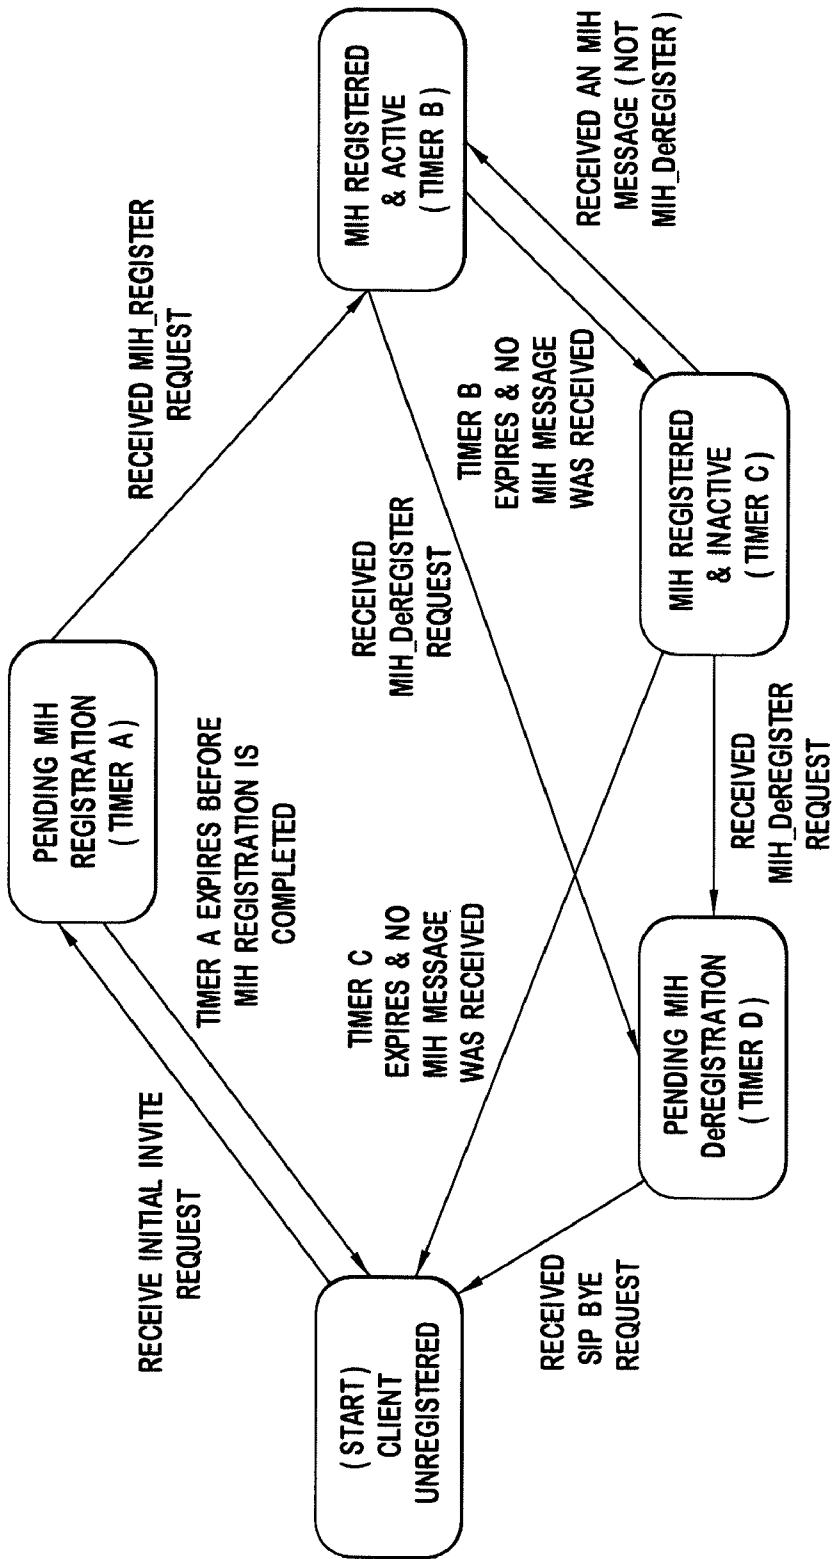 PENDING MIH
REGISTRATION
(TIMER A)
RECEIVE INITIAL INVITE
REQUEST
TIMER A EXPIRES BEFORE
MIH REGISTRATION IS
COMPLETED
RECEIVED MIH_REGISTER
REQUEST
(START)
CLIENT
UNREGISTERED
TIMER C
EXPIRES & NO
MIH MESSAGE
WAS RECEIVED
RECEIVED
MIH_DeREGISTER
REQUEST
MIH REGISTERED
& ACTIVE
(TIMER B)
TIMER B
EXPIRES & NO
MIH MESSAGE
WAS RECEIVED
RECEIVED AN MIH
MESSAGE (NOT
MIH_DeREGISTER)
RECEIVED
SIP BYE
REQUEST
PENDING MIH
DeREGISTRATION
(TIMER D)
RECEIVED
MIH_DeREGISTER
REQUEST
MIH REGISTERED
& INACTIVE
(TIMER C)